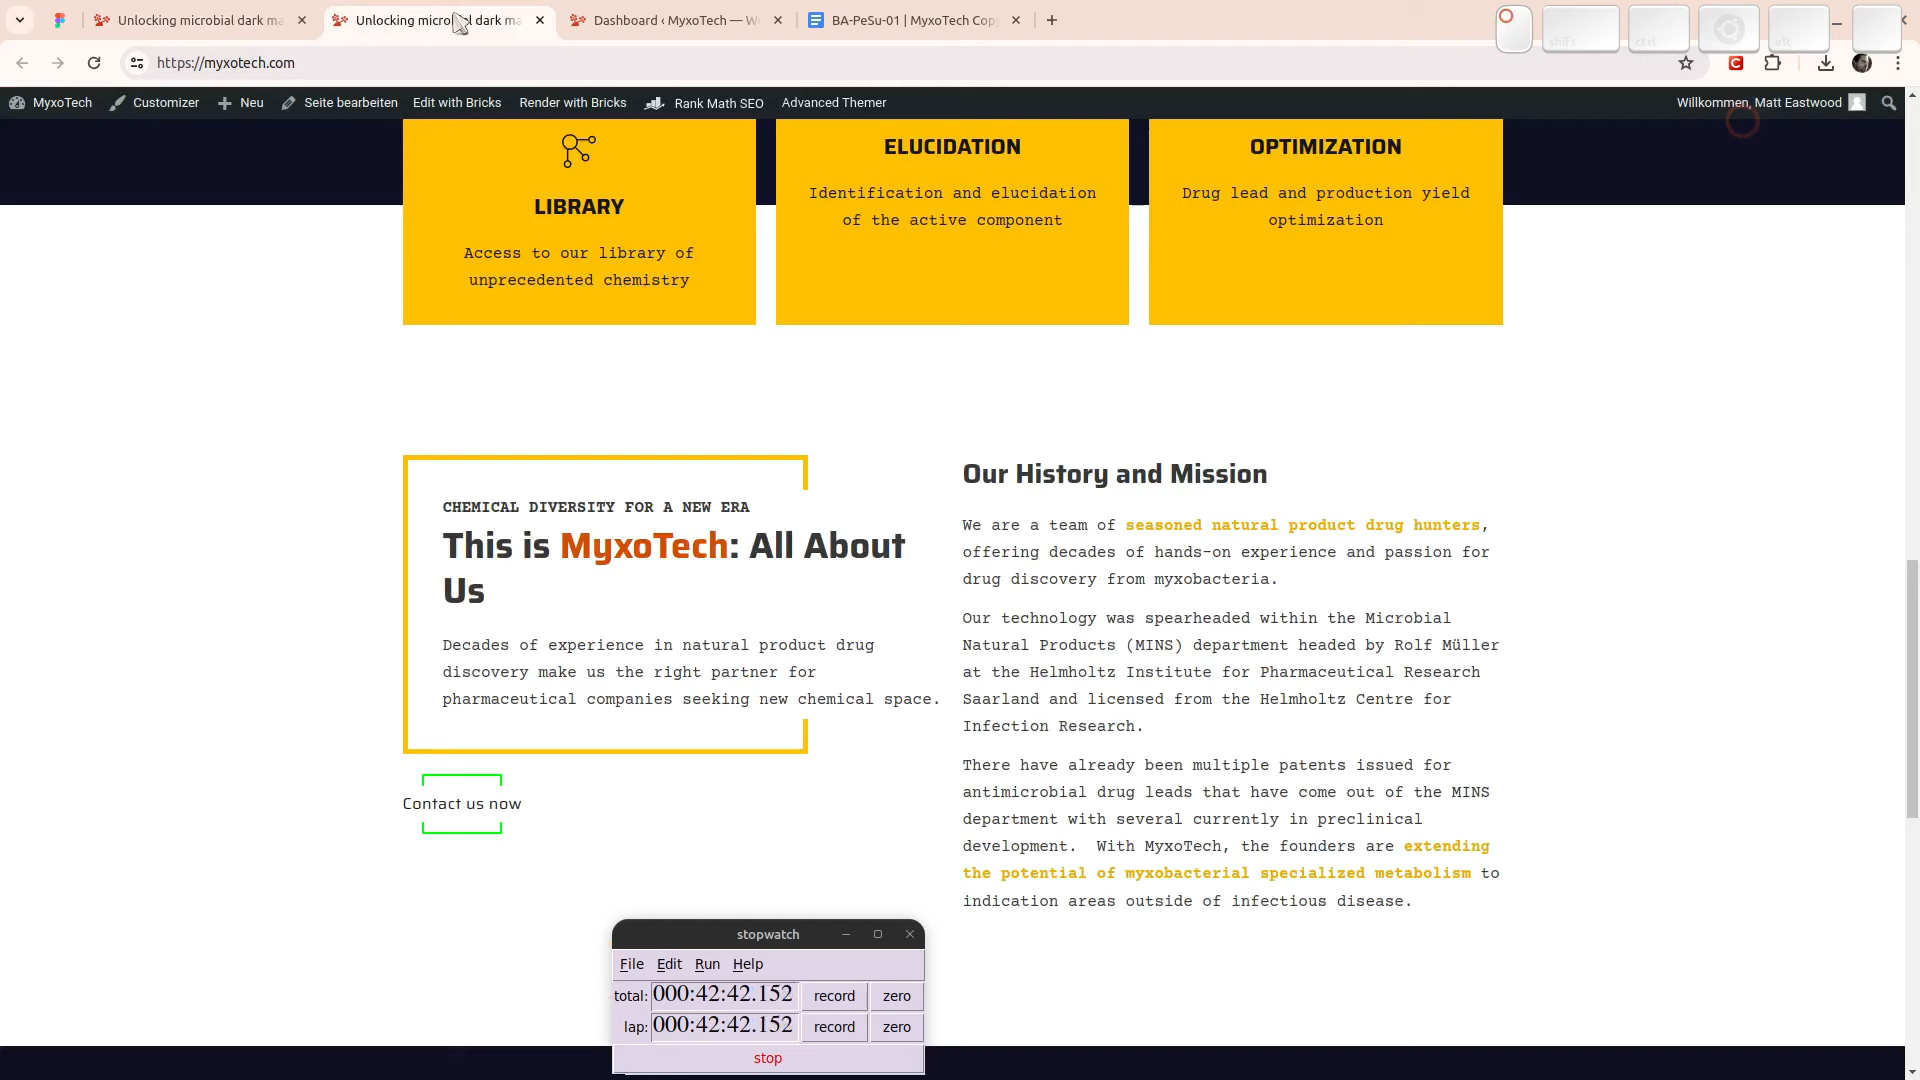 Unlocking microbial dark ma
Unlocking microbial dark ma
Dashboard ‹ MyxoTech — W
BA-PeSu-01 | MyxoTech Cop
shift
ctrl
alt
https://myxotech.com
MyxoTech
Customizer
Neu
Seite bearbeiten
Edit with Bricks
Render with Bricks
Rank Math SEO
Advanced Themer
Willkommen, Matt Eastwood
LIBRARY
Access to our library of
unprecedented chemistry
ELUCIDATION
Identification and elucidation
of the active component
OPTIMIZATION
Drug lead and production yield
optimization
CHEMICAL DIVERSITY FOR A NEW ERA
This is MyxoTech: All About
Us
Decades of experience in natural product drug
discovery make us the right partner for
pharmaceutical companies seeking new chemical space.
Contact us now
Our History and Mission
We are a team of seasoned natural product drug hunters,
offering decades of hands-on experience and passion for
drug discovery from myxobacteria.
Our technology was spearheaded within the Microbial
Natural Products (MINS) department headed by Rolf Müller
at the Helmholtz Institute for Pharmaceutical Research
Saarland and licensed from the Helmholtz Centre for
Infection Research.
There have already been multiple patents issued for
antimicrobial drug leads that have come out of the MINS
department with several currently in preclinical
development.  With MyxoTech, the founders are extending
the potential of myxobacterial specialized metabolism to
indication areas outside of infectious disease.
stopwatch
File Edit Run Help
total: 000:42:42.152 record zero
lap: 000:42:42.152 record zero
stop